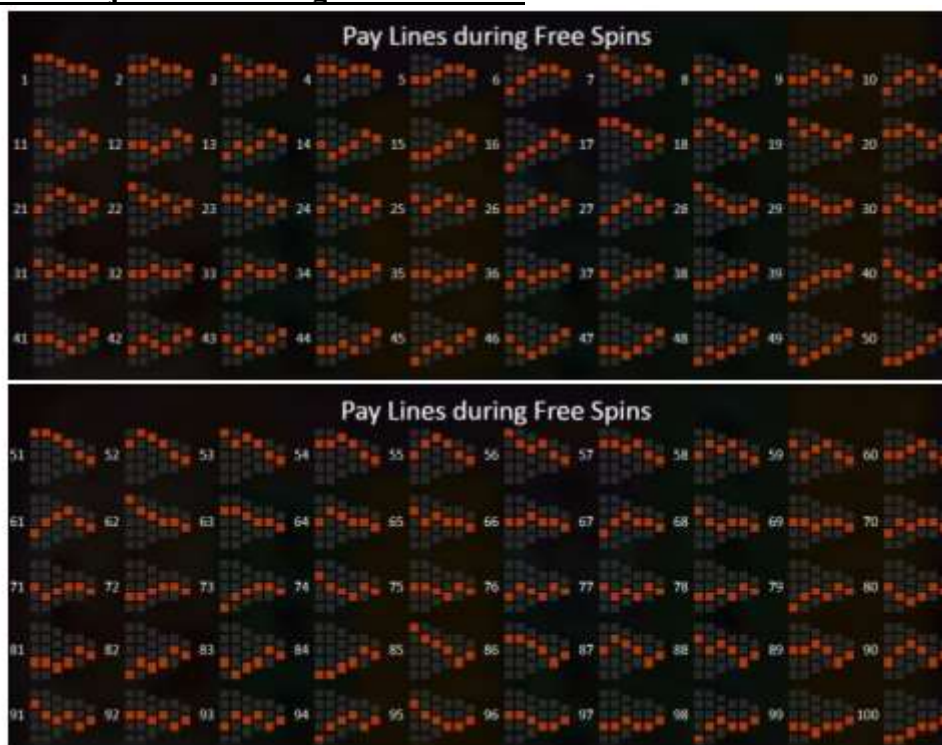 Pay Lines during Free Spins
1 2 3 4 5 6 7 8 9 10
11 12 13 14 15 16 17 18 19 20
21 22 23 24 25 26 27 28 29 30
31 32 33 34 35 36 37 38 39 40
41 42 43 44 45 46 47 48 49 50
Pay Lines during Free Spins
51 52 53 54 55 56 57 58 59 60
61 62 63 64 65 66 67 68 69 70
71 72 73 74 75 76 77 78 79 80
81 82 83 84 85 86 87 88 89 90
91 92 93 94 95 96 97 98 99 100